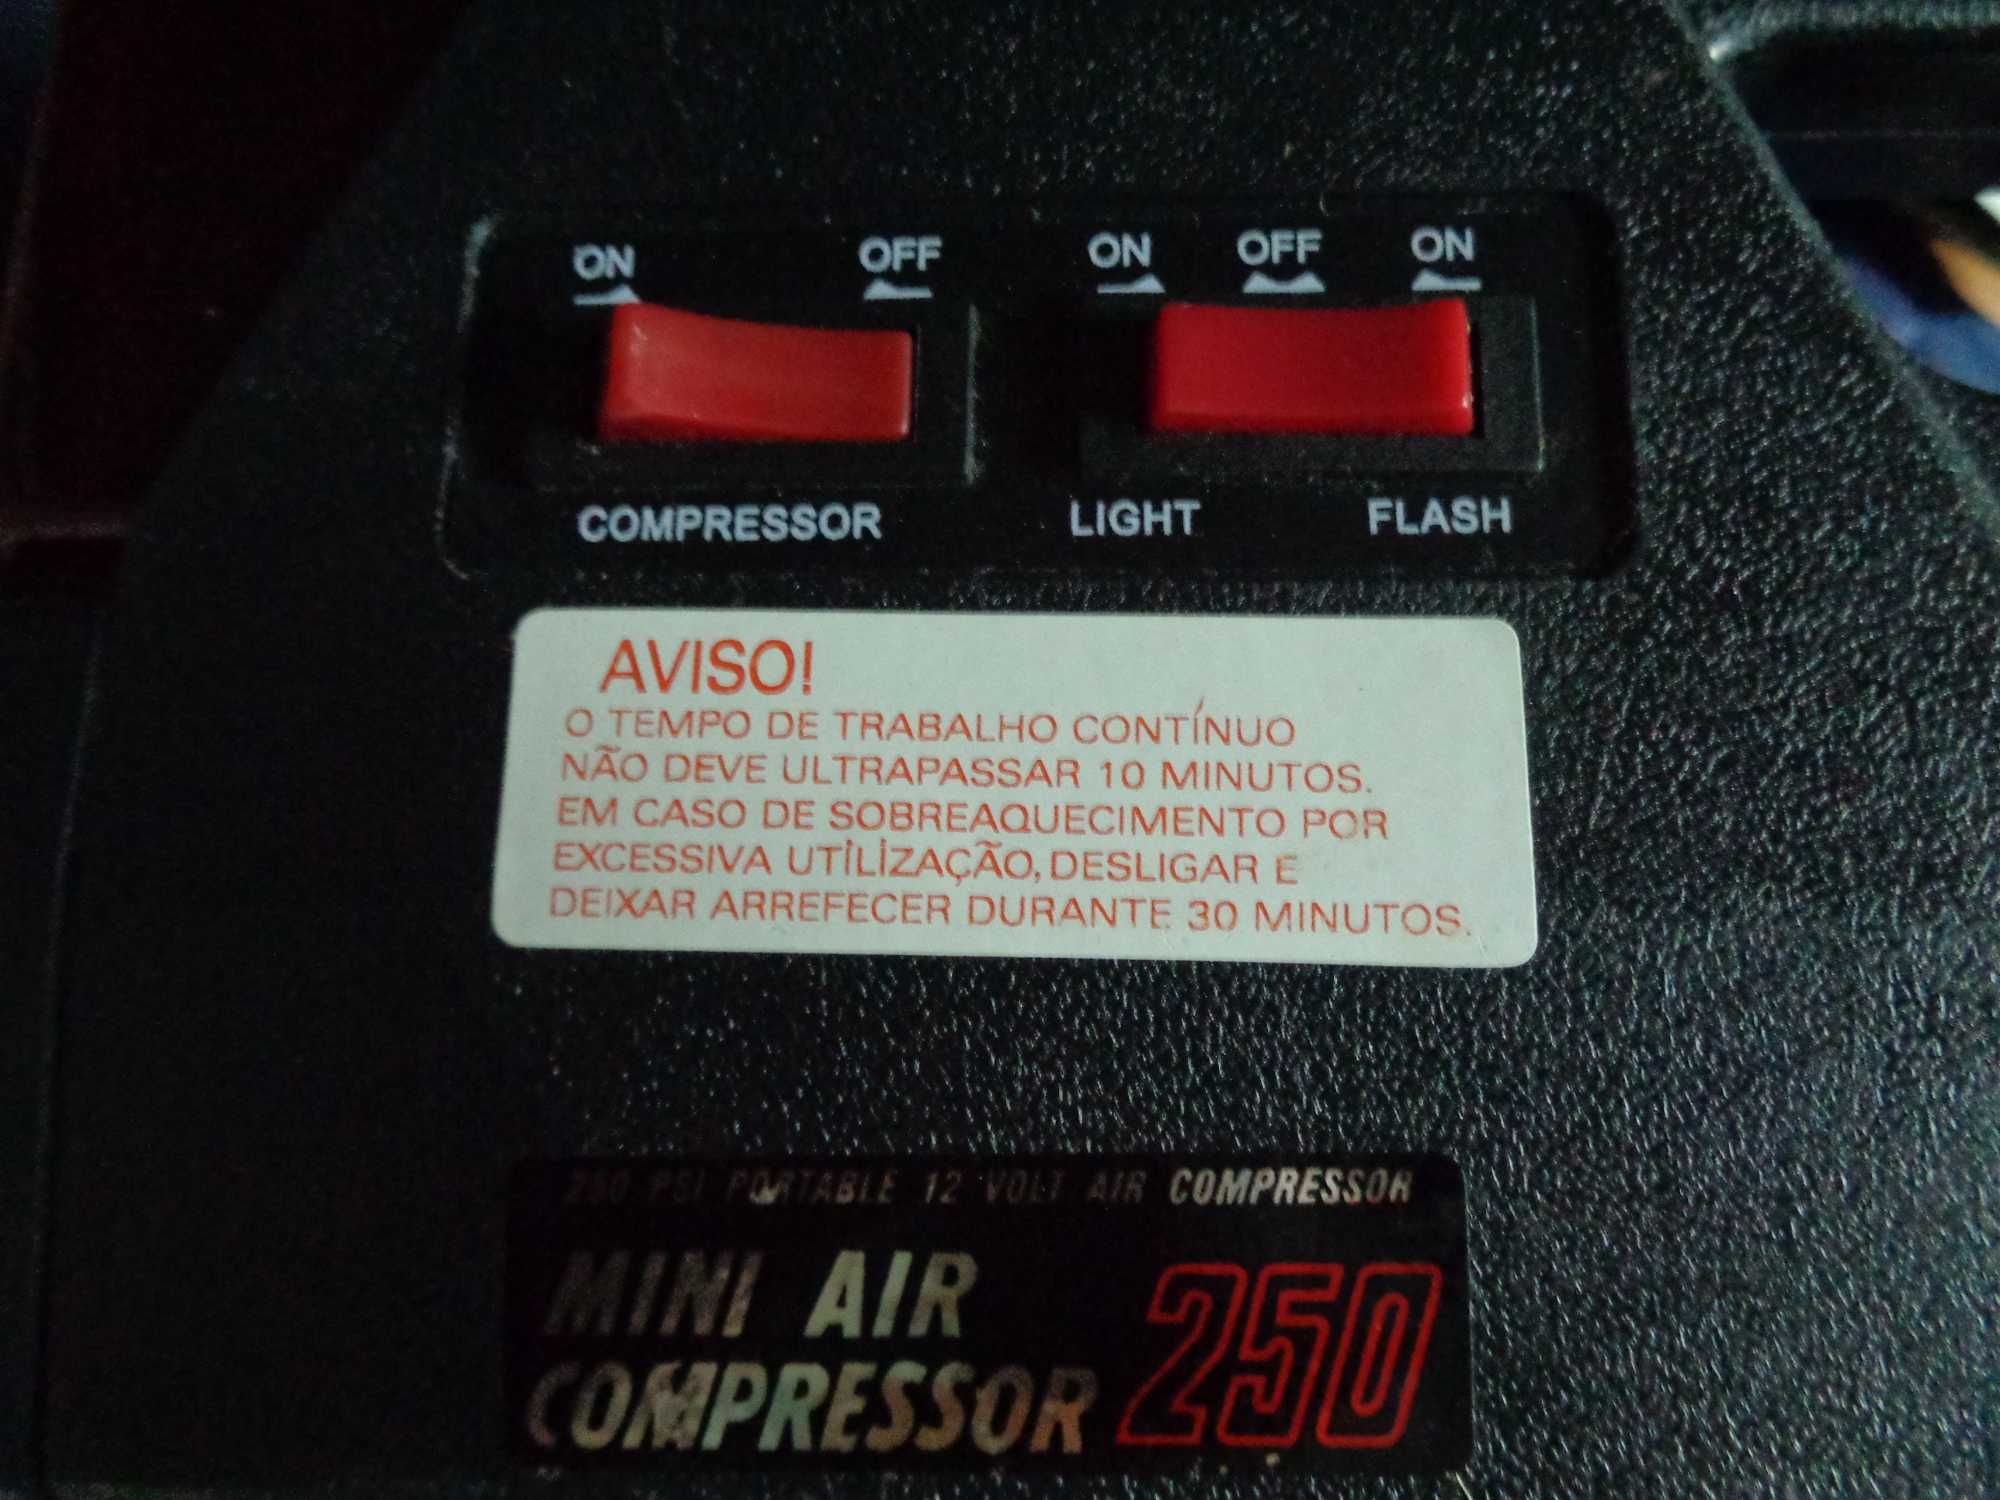 ON OFF ON OFF ON
COMPRESSOR LIGHT FLASH
AVISO!
O TEMPO DE TRABALHO CONTÍNUO
NÃO DEVE ULTRAPASSAR 10 MINUTOS.
EM CASO DE SOBREAQUECIMENTO POR
EXCESSIVA UTILIZAÇÃO, DESLIGAR E
DEIXAR ARREFECER DURANTE 30 MINUTOS.
250 PSI PORTABLE 12 VOLT AIR COMPRESSOR
MINI AIR
COMPRESSOR 250